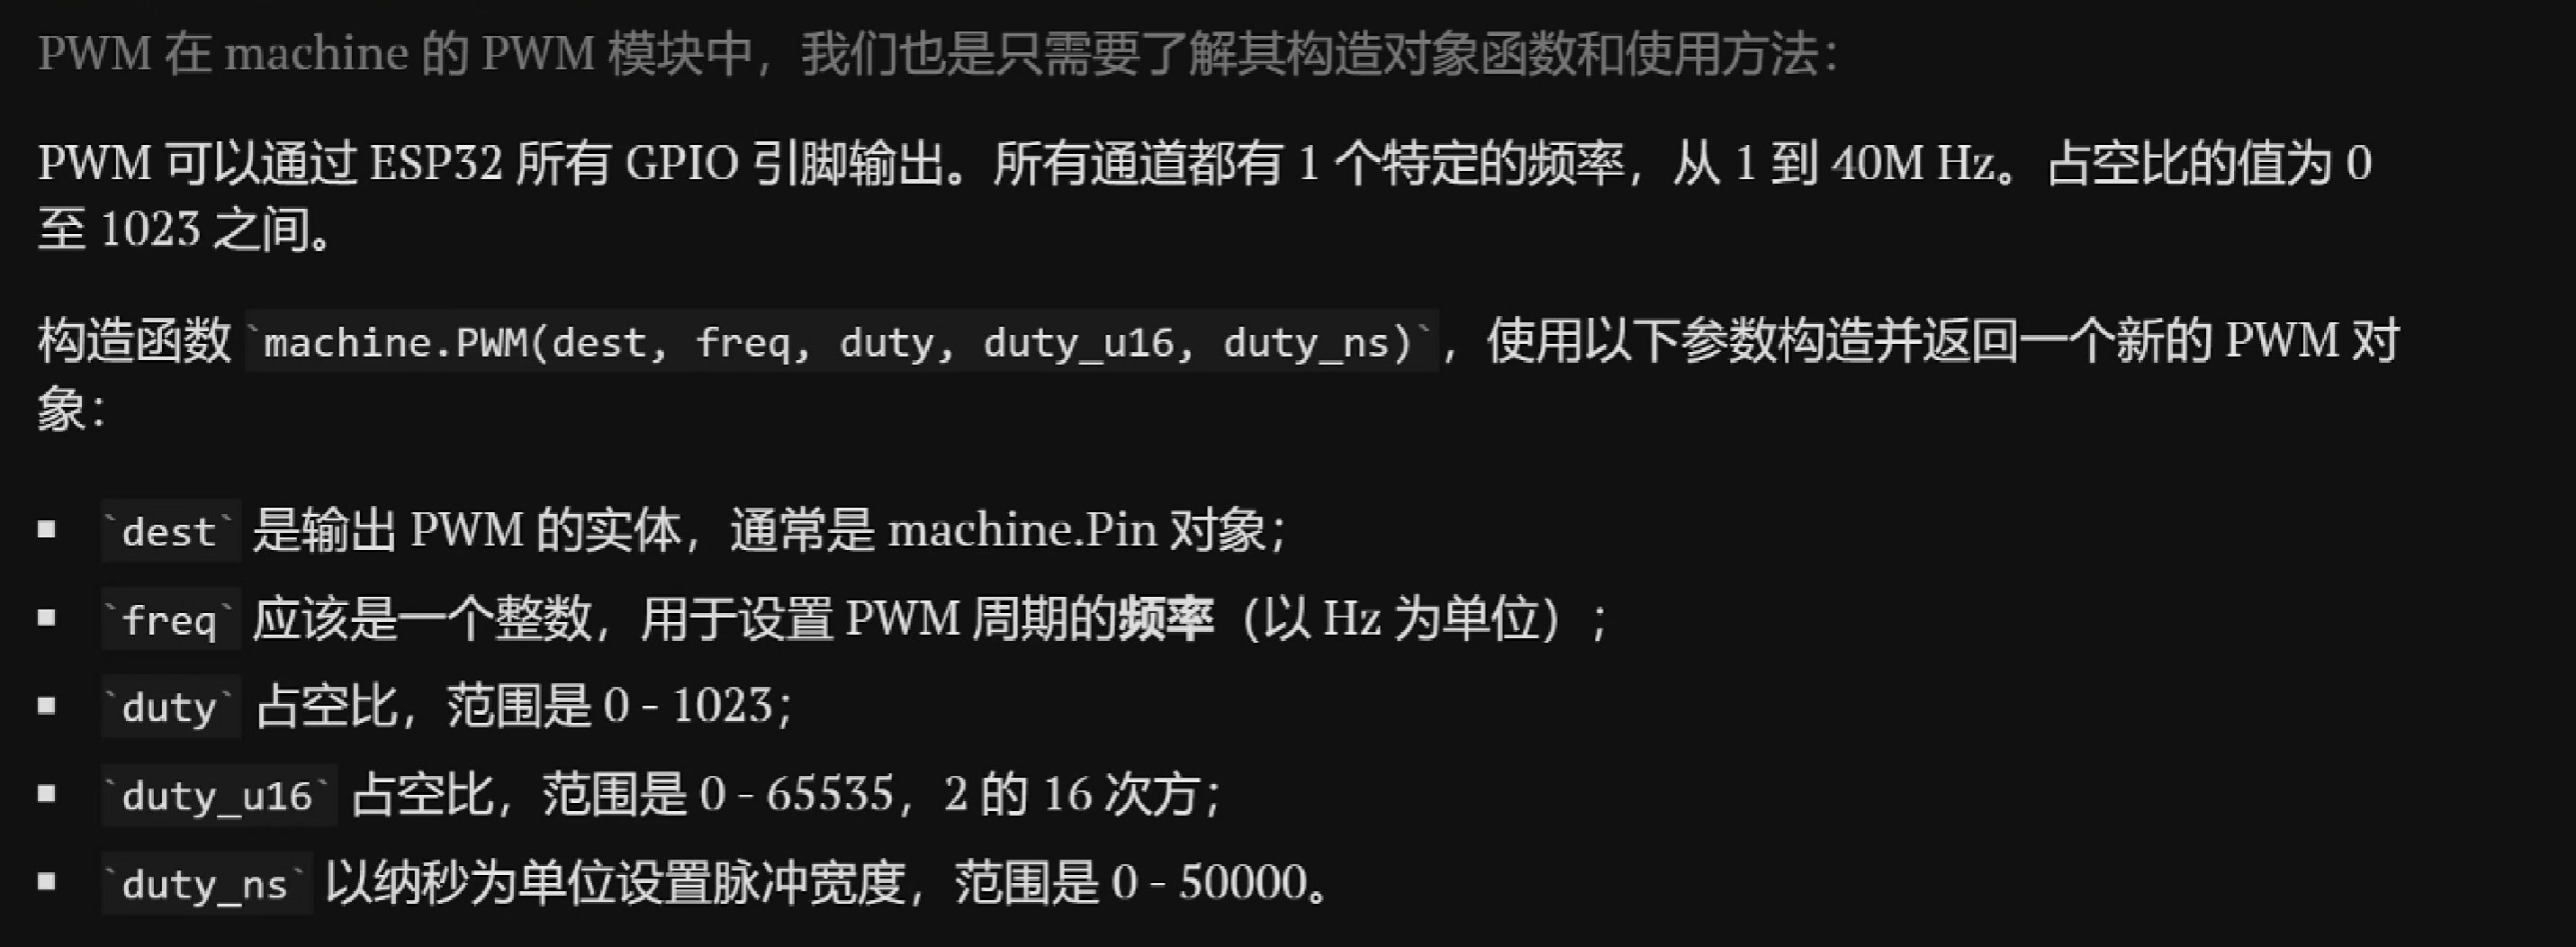 PWM 在 machine 的 PWM 模块中，我们也是只需要了解其构造对象函数和使用方法：
PWM 可以通过 ESP32 所有 GPIO 引脚输出。所有通道都有 1 个特定的频率，从 1 到 40M Hz。占空比的值为 0
至 1023 之间。
构造函数 `machine.PWM(dest, freq, duty, duty_u16, duty_ns)`，使用以下参数构造并返回一个新的 PWM 对
象：
▪ `dest` 是输出 PWM 的实体，通常是 machine.Pin 对象；
▪ `freq` 应该是一个整数，用于设置 PWM 周期的频率（以 Hz 为单位）；
▪ `duty` 占空比，范围是 0 - 1023；
▪ `duty_u16` 占空比，范围是 0 - 65535，2 的 16 次方；
▪ `duty_ns` 以纳秒为单位设置脉冲宽度，范围是 0 - 50000。